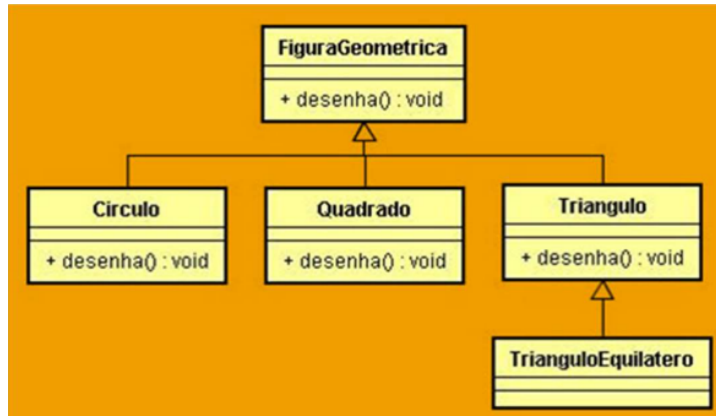 FiguraGeometrica
+ desenha() : void
Circulo
+ desenha() : void
Quadrado
+ desenha() : void
Triangulo
+ desenha() : void
TrianguloEquilatero